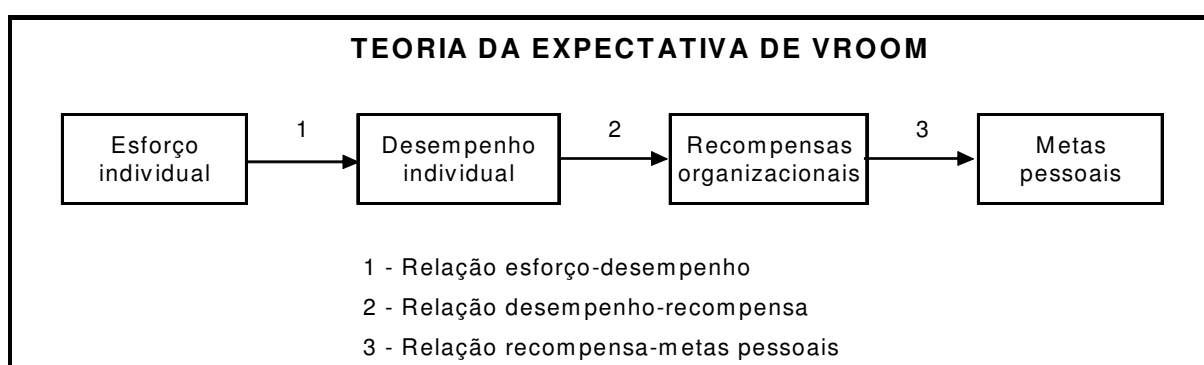 TEORIA DA EXPECTATIVA DE VROOM
1
2
3
Esforço
individual
Desempenho
individual
Recompensas
organizacionais
Metas
pessoais
1 - Relação esforço-desempenho
2 - Relação desempenho-recompensa
3 - Relação recompensa-metas pessoais